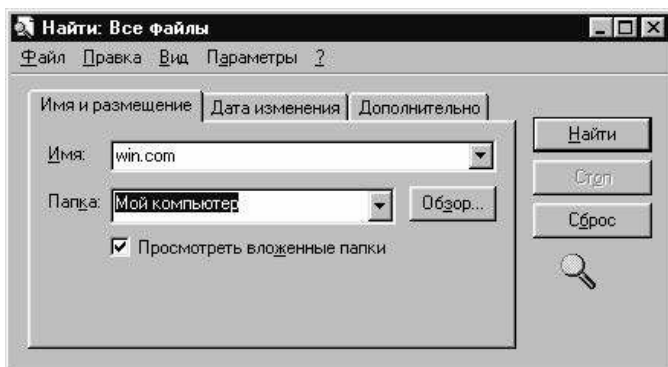 Найти: Все файлы
Файл Правка Вид Параметры ?
Имя и размещение Дата изменения Дополнительно
Имя: win.com
Папка: Мой компьютер Обзор...
Просмотреть вложенные папки
Найти
Стоп
Сброс